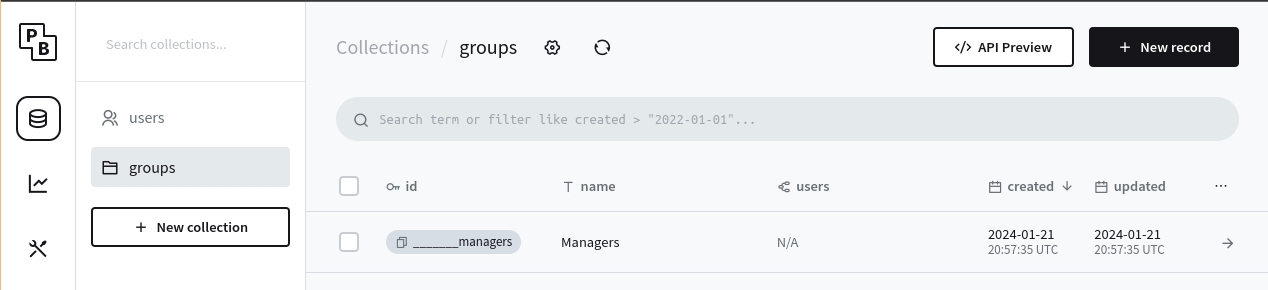 PB
Search collections...
users
groups
New collection
Collections / groups
API Preview
New record
Search term or filter like created > "2022-01-01"...
id name users created updated
_______managers Managers N/A 2024-01-21 2024-01-21
20:57:35 UTC 20:57:35 UTC